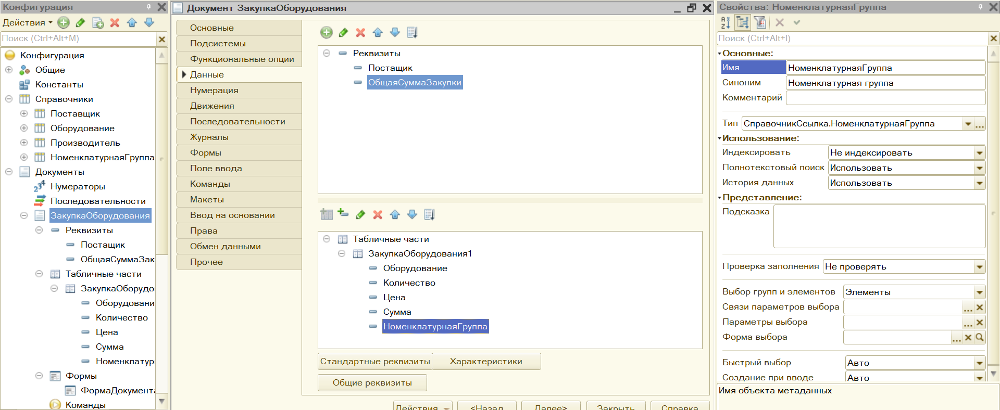 Конфигурация
Действия
Поиск (Ctrl+Alt+M)
Конфигурация
Общие
Константы
Справочники
Поставщик
Оборудование
Производитель
НоменклатурнаяГруппа
Документы
Нумераторы
Последовательности
ЗакупкаОборудования
Реквизиты
Постащик
ОбщаяСуммаЗак
Табличные части
ЗакупкаОборудо
Оборудовани
Количество
Цена
Сумма
Номенклатур
Формы
ФормаДокумента
Команды
Документ ЗакупкаОборудования
Основные
Подсистемы
Функциональные опции
Данные
Нумерация
Движения
Последовательности
Журналы
Формы
Поле ввода
Команды
Макеты
Ввод на основании
Права
Обмен данными
Прочее
Реквизиты
Постащик
ОбщаяСуммаЗакупки
Табличные части
ЗакупкаОборудования1
Оборудование
Количество
Цена
Сумма
НоменклатурнаяГруппа
Стандартные реквизиты Характеристики
Общие реквизиты
Действия <Назад Далее> Закрыть Справка
Свойства: НоменклатурнаяГруппа
Поиск (Ctrl+Alt+I)
Основные:
Имя НоменклатурнаяГруппа
Синоним Номенклатурная группа
Комментарий
Тип СправочникСсылка.НоменклатурнаяГруппа ...
Использование:
Индексировать Не индексировать
Полнотекстовый поиск Использовать
История данных Использовать
Представление:
Подсказка
Проверка заполнения Не проверять
Выбор групп и элементов Элементы
Связи параметров выбора ...
Параметры выбора ...
Форма выбора ...
Быстрый выбор Авто
Создание при вводе Авто
Имя объекта метаданных